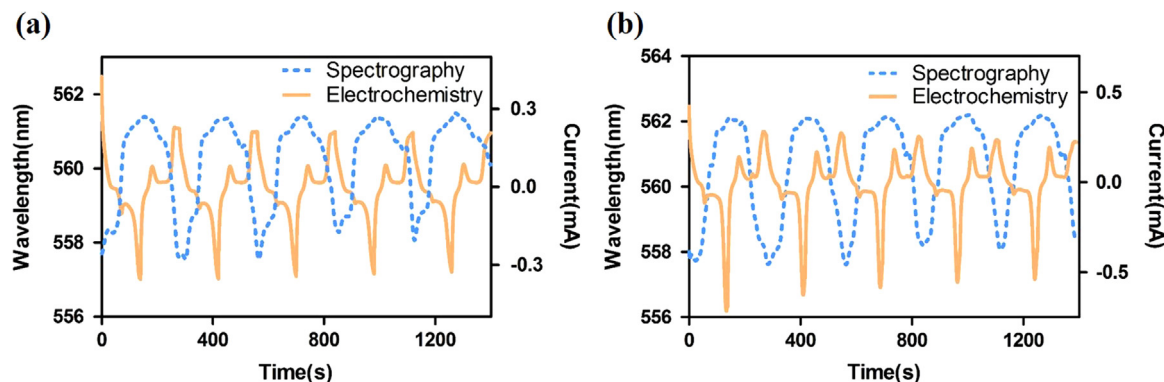 (a)
Wavelength(nm)
562
560
558
556
Spectrography
Electrochemistry
0.3
0.0
-0.3
Current(mA)
0
400
800
1200
Time(s)
(b)
Wavelength(nm)
564
562
560
558
556
Spectrography
Electrochemistry
0.5
0.0
-0.5
Current(mA)
0
400
800
1200
Time(s)